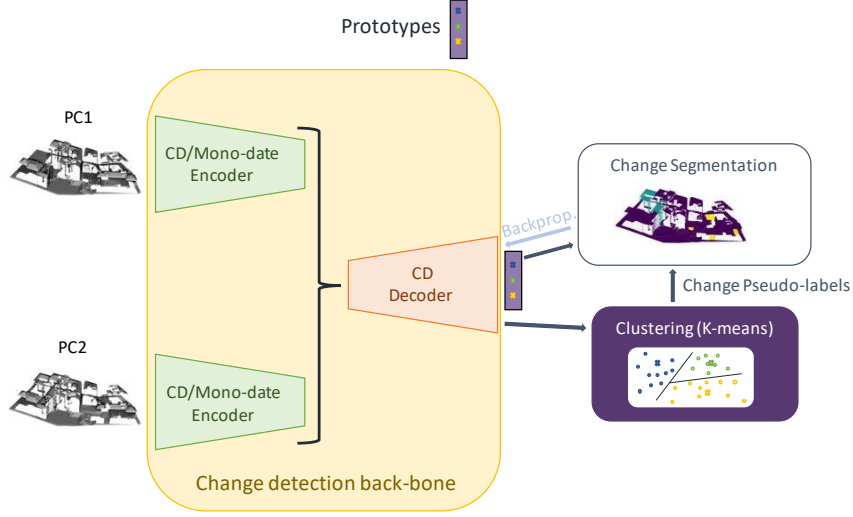 Prototypes
PC1
CD/Mono-date
Encoder
Change Segmentation
Backprop.
CD
Decoder
Change Pseudo-labels
Clustering (K-means)
PC2
CD/Mono-date
Encoder
Change detection back-bone